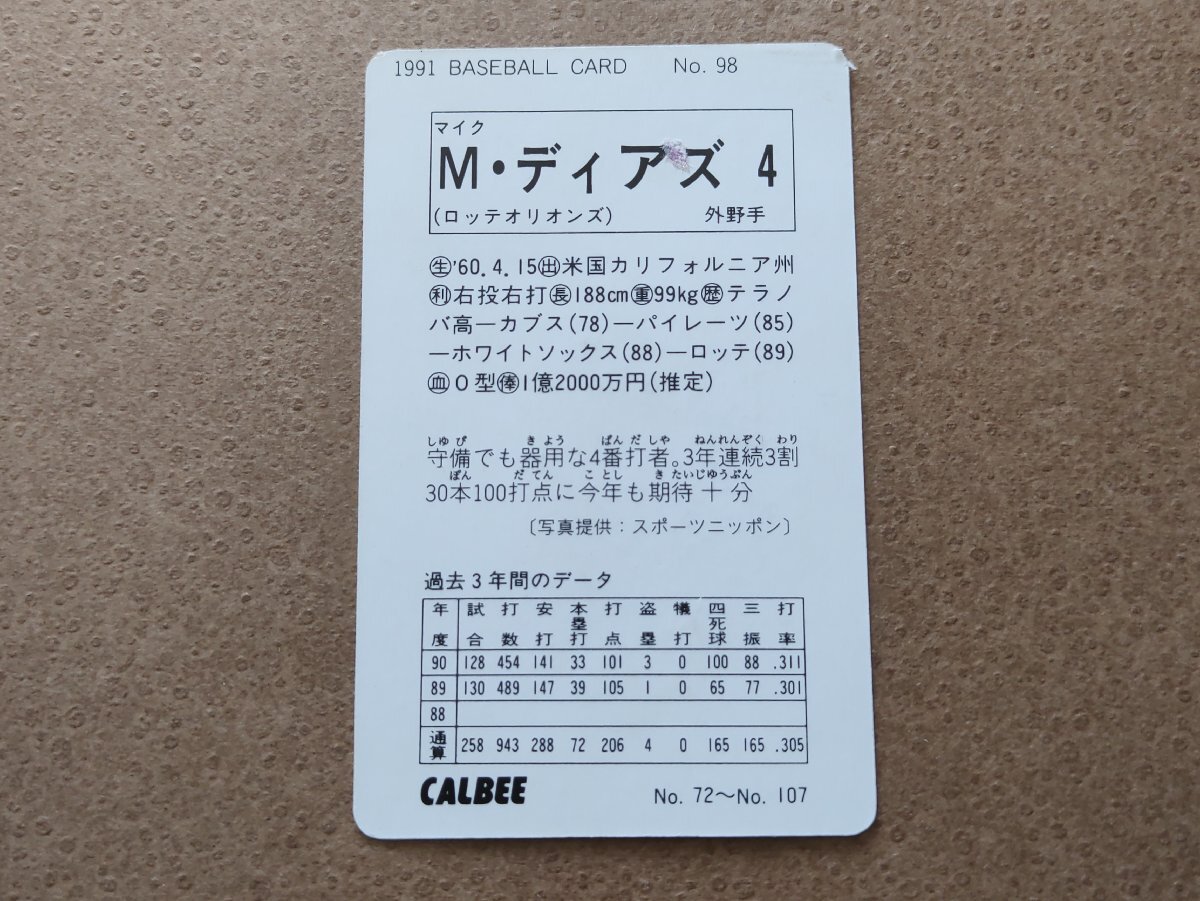 1991 BASEBALL CARD No. 98
マイク
M・ディアズ 4
(ロッテオリオンズ) 外野手
㊤'60.4.15㊦米国カリフォルニア州
利右投右打長188cm重99kg歴テラノ
バ高―カブス(78)―パイレーツ(85)
―ホワイトソックス(88)―ロッテ(89)
血O型俸1億2000万円(推定)
しゆび きよう ばんだしや ねんれんぞく わり
守備でも器用な4番打者。3年連続3割
ぽん だてん ことし きたいじゆうぶん
30本100打点に今年も期待十分
〔写真提供:スポーツニッポン〕
過去3年間のデータ
年度 試合 打数 安打 本塁打 打点 盗塁 犠打 四死球 三振 打率
90 128 454 141 33 101 3 0 100 88 .311
89 130 489 147 39 105 1 0 65 77 .301
88
通算 258 943 288 72 206 4 0 165 165 .305
CALBEE No. 72〜No. 107